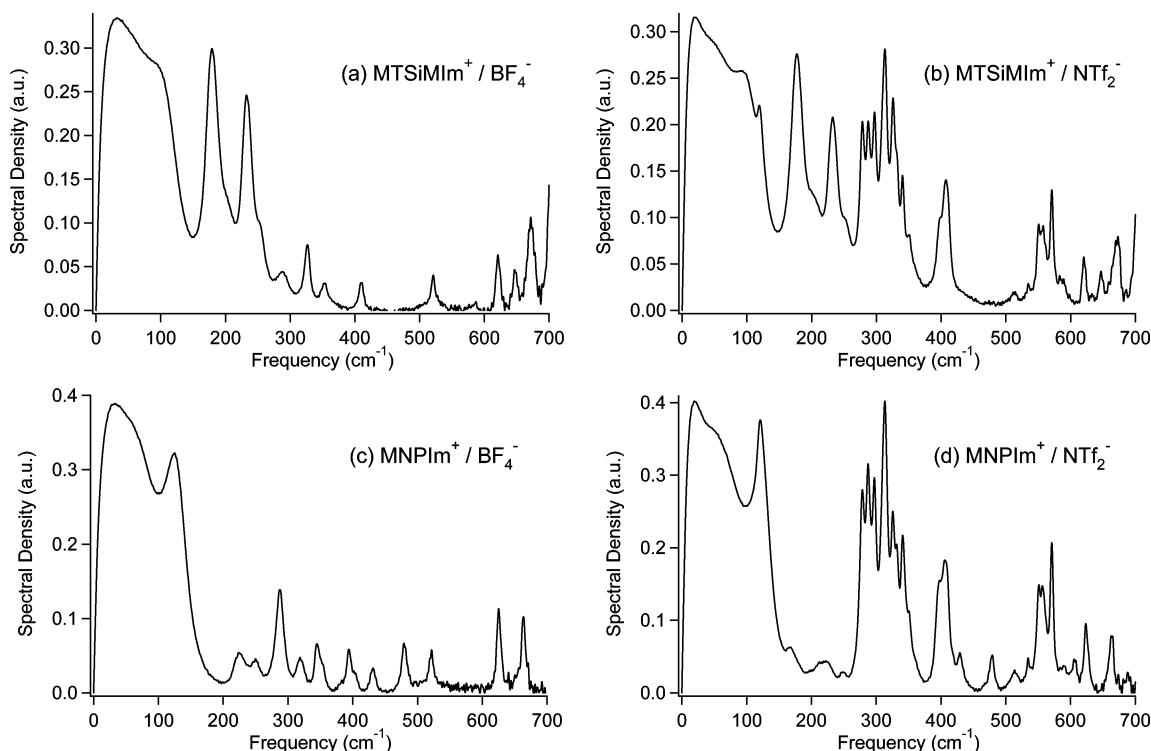 (a) MTSiMIm⁺ / BF₄⁻
Spectral Density (a.u.)
0.30
0.25
0.20
0.15
0.10
0.05
0.00
0 100 200 300 400 500 600 700
Frequency (cm⁻¹)
(b) MTSiMIm⁺ / NTf₂⁻
Spectral Density (a.u.)
0.30
0.25
0.20
0.15
0.10
0.05
0.00
0 100 200 300 400 500 600 700
Frequency (cm⁻¹)
(c) MNPIm⁺ / BF₄⁻
Spectral Density (a.u.)
0.4
0.3
0.2
0.1
0.0
0 100 200 300 400 500 600 700
Frequency (cm⁻¹)
(d) MNPIm⁺ / NTf₂⁻
Spectral Density (a.u.)
0.4
0.3
0.2
0.1
0.0
0 100 200 300 400 500 600 700
Frequency (cm⁻¹)